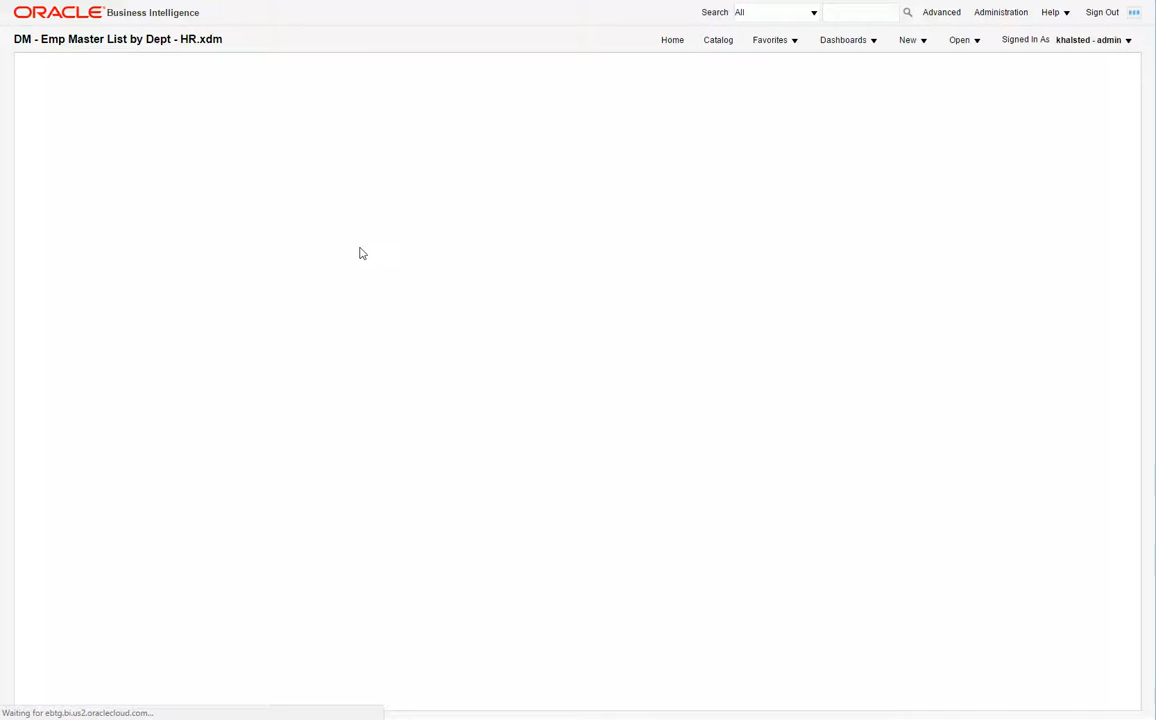 ORACLE Business Intelligence
Search All Advanced Administration Help Sign Out
DM - Emp Master List by Dept - HR.xdm
Home Catalog Favorites Dashboards New Open Signed In As khalsted - admin
Waiting for ebtg.bi.us2.oraclecloud.com...